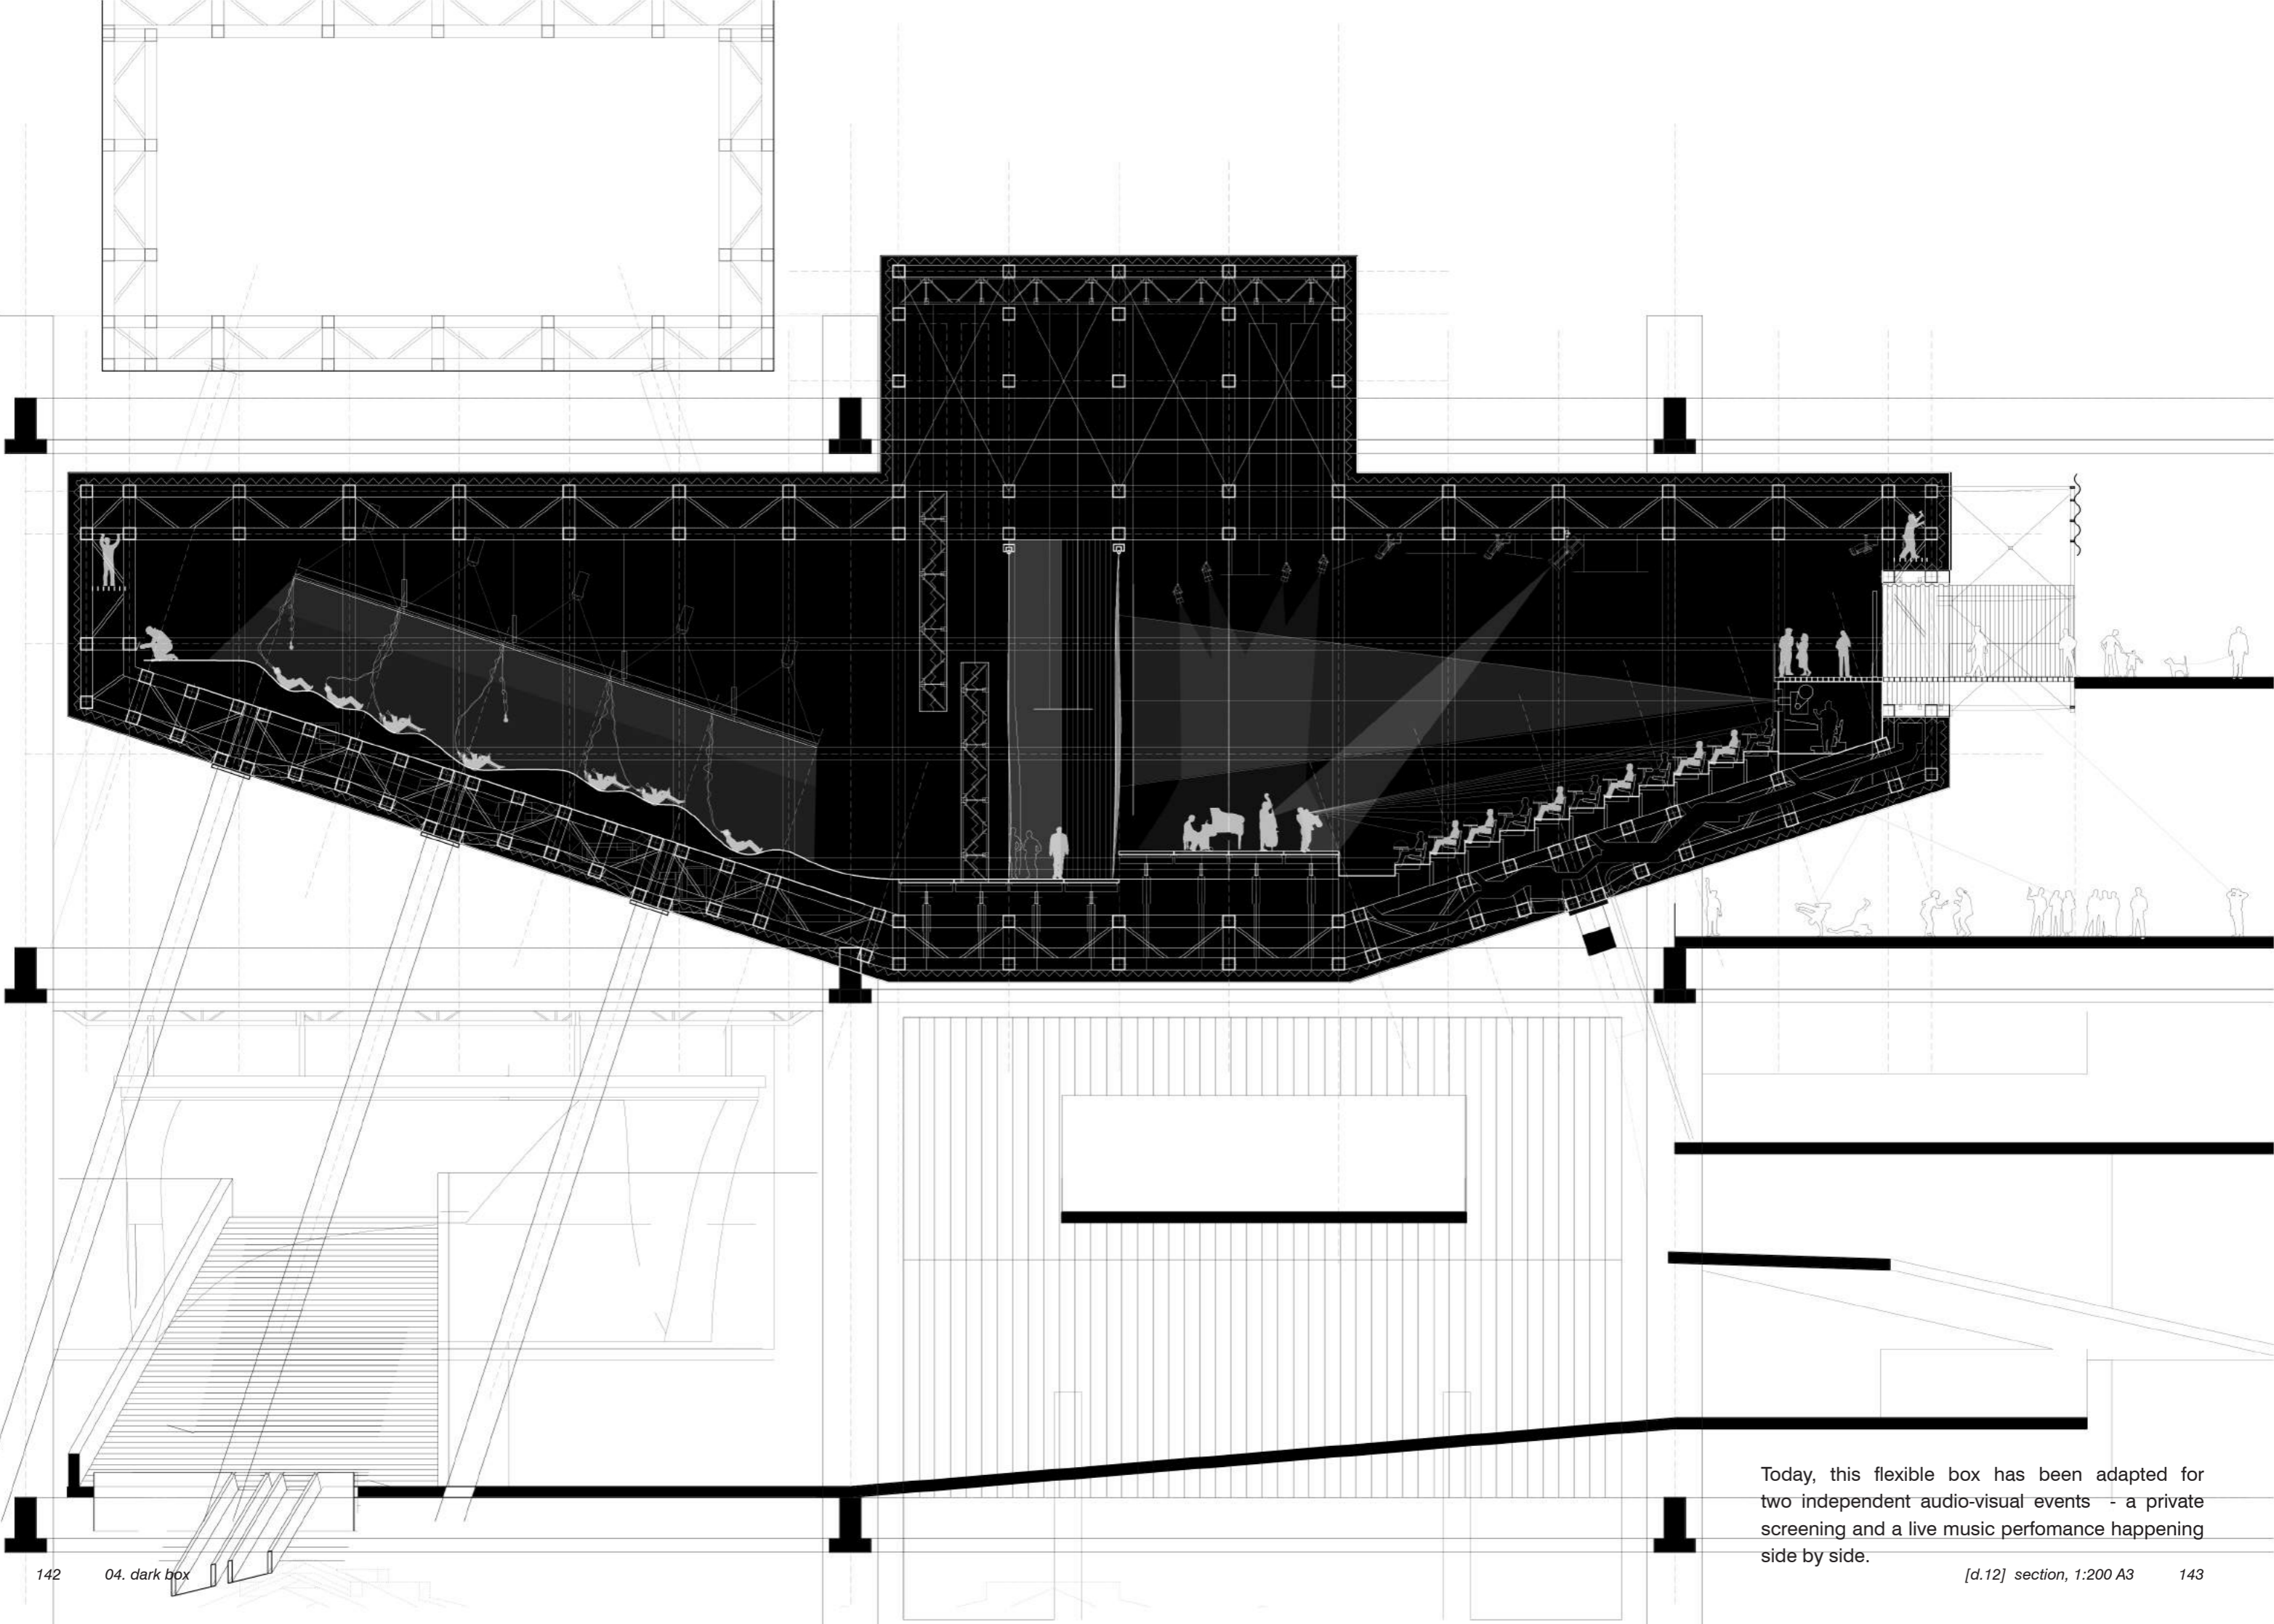 Today, this flexible box has been adapted for
two independent audio-visual events - a private
screening and a live music perfomance happening
side by side.
142 04. dark box
[d.12] section, 1:200 A3 143